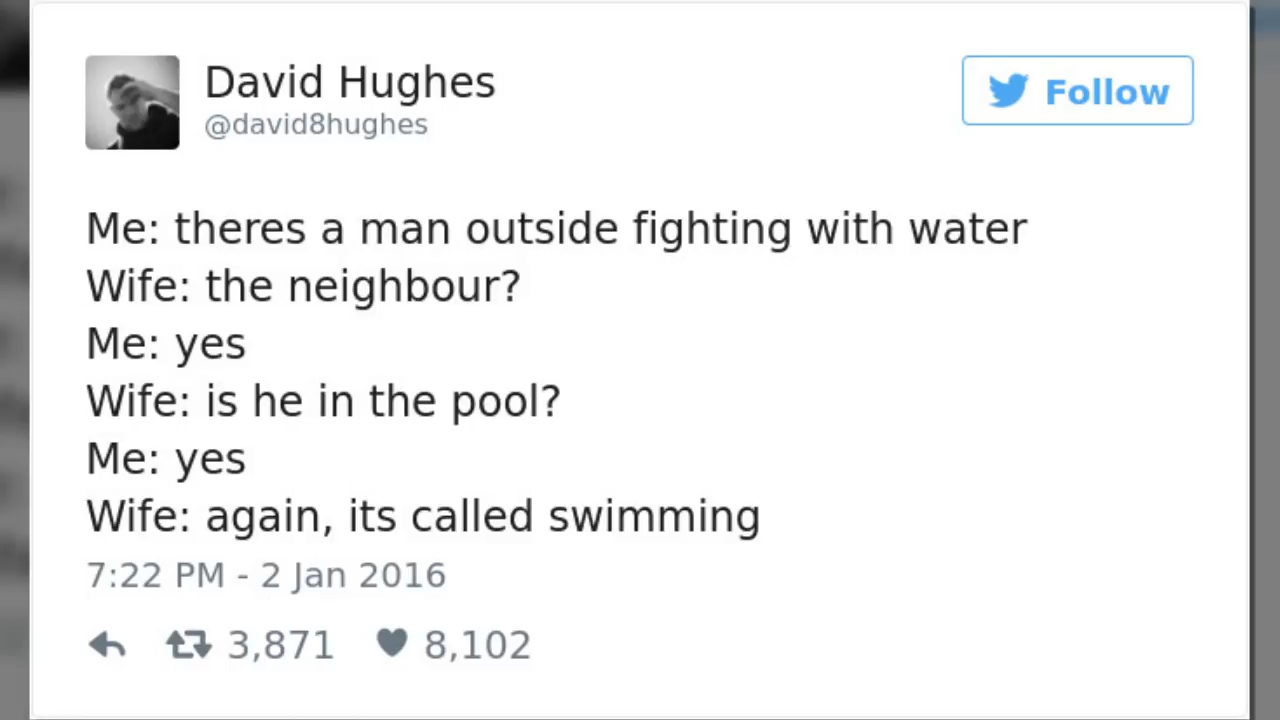 David Hughes
@david8hughes
Follow
Me: theres a man outside fighting with water
Wife: the neighbour?
Me: yes
Wife: is he in the pool?
Me: yes
Wife: again, its called swimming
7:22 PM - 2 Jan 2016
3,871 8,102